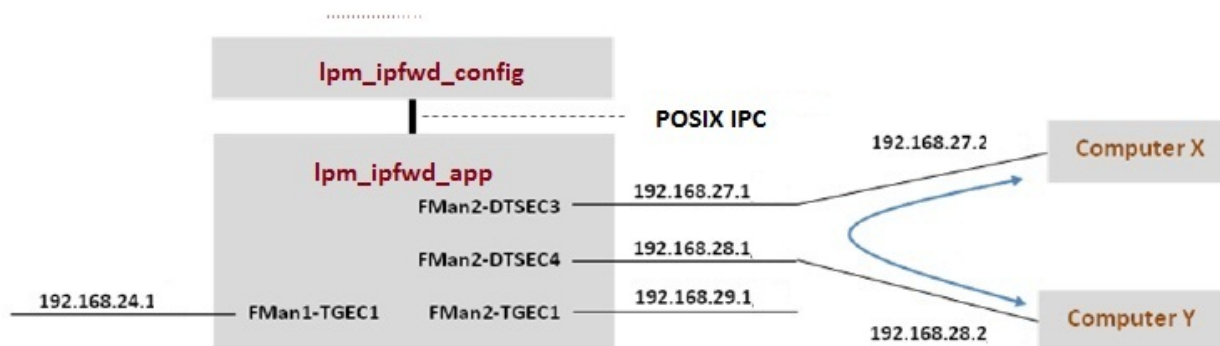 lpm_ipfwd_config
POSIX IPC
192.168.27.2
Computer X
lpm_ipfwd_app
192.168.27.1
FMan2-DTSEC3
192.168.28.1
FMan2-DTSEC4
192.168.24.1
192.168.29.1
FMan1-TGEC1
FMan2-TGEC1
Computer Y
192.168.28.2